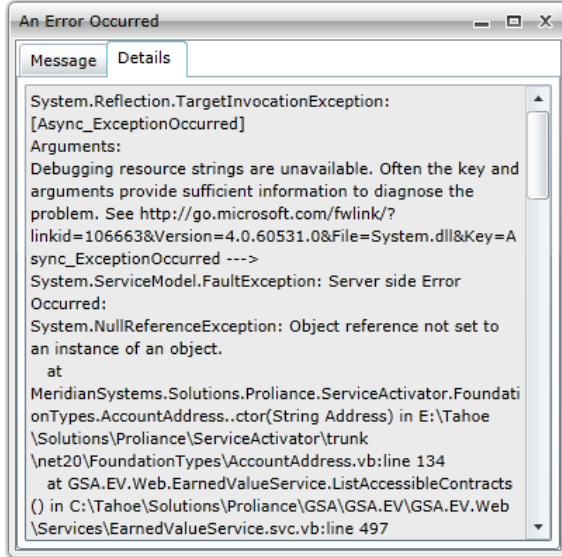 An Error Occurred
Message Details
System.Reflection.TargetInvocationException:
[Async_ExceptionOccurred]
Arguments:
Debugging resource strings are unavailable. Often the key and
arguments provide sufficient information to diagnose the
problem. See http://go.microsoft.com/fwlink/?
linkid=106663&Version=4.0.60531.0&File=System.dll&Key=A
sync_ExceptionOccurred --->
System.ServiceModel.FaultException: Server side Error
Occurred:
System.NullReferenceException: Object reference not set to
an instance of an object.
at
MeridianSystems.Solutions.Proliance.ServiceActivator.Foundati
onTypes.AccountAddress..ctor(String Address) in E:\Tahoe
\Solutions\Proliance\ServiceActivator\trunk
\net20\FoundationTypes\AccountAddress.vb:line 134
at GSA.EV.Web.EarnedValueService.ListAccessibleContracts
() in C:\Tahoe\Solutions\Proliance\GSA\GSA.EV\GSA.EV.Web
\Services\EarnedValueService.svc.vb:line 497